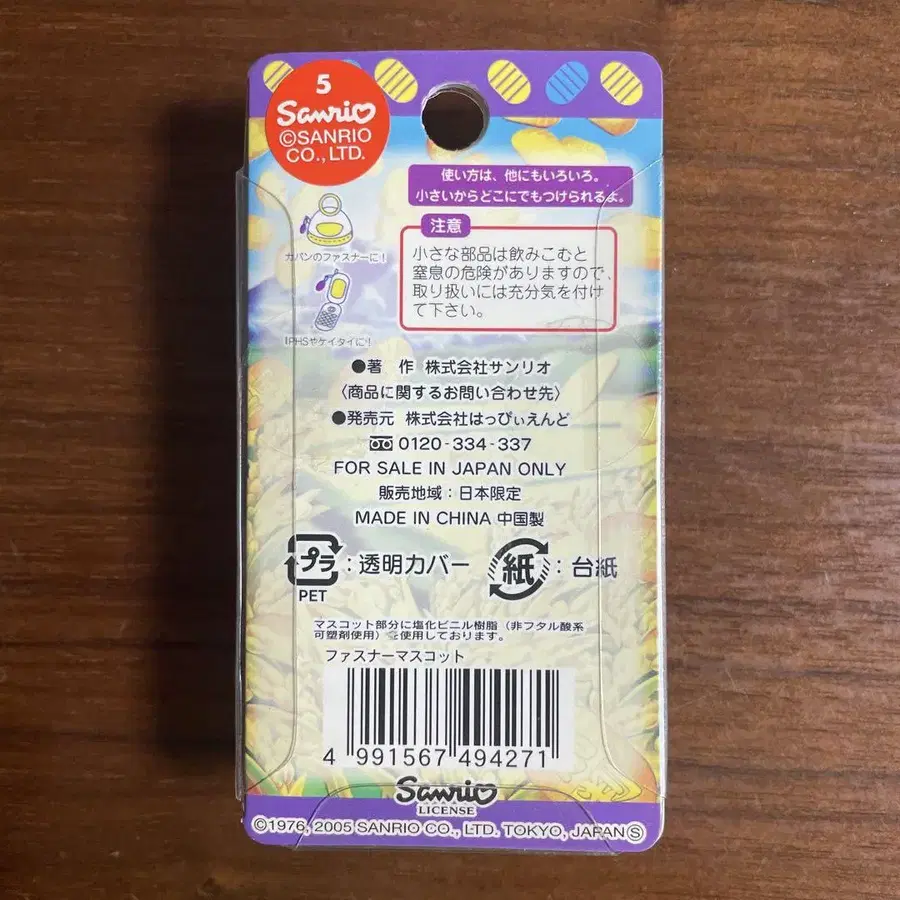 5
Sanrio
©SANRIO
CO., LTD.
使い方は、他にもいろいろ。
小さいからどこにでもつけられるよ。
カバンのファスナーに!
PHSやケイタイに!
注意
小さな部品は飲みこむと
窒息の危険がありますので、
取り扱いには充分気を付け
て下さい。
●著 作 株式会社サンリオ
〈商品に関するお問い合わせ先〉
●発売元 株式会社はっぴぃえんど
0120-334-337
FOR SALE IN JAPAN ONLY
販売地域:日本限定
MADE IN CHINA 中国製
プラ:透明カバー
PET
紙:台紙
マスコット部分に塩化ビニル樹脂(非フタル酸系
可塑剤使用)を使用しております。
ファスナーマスコット
4 991567 494271
Sanrio
LICENSE
©1976, 2005 SANRIO CO., LTD. TOKYO, JAPAN Ⓢ